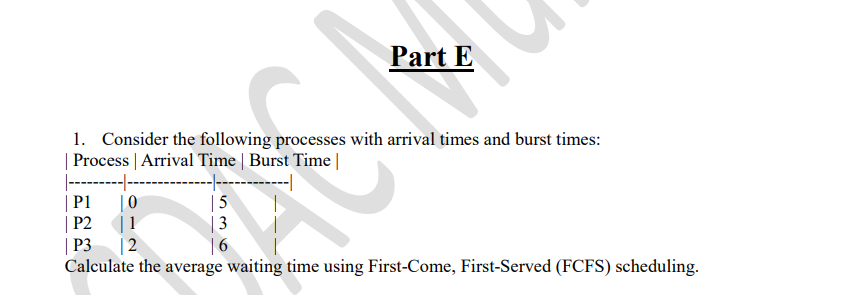 Part E
1. Consider the following processes with arrival times and burst times:
| Process | Arrival Time | Burst Time |
|---------|--------------|------------|
| P1 | 0 | 5 |
| P2 | 1 | 3 |
| P3 | 2 | 6 |
Calculate the average waiting time using First-Come, First-Served (FCFS) scheduling.